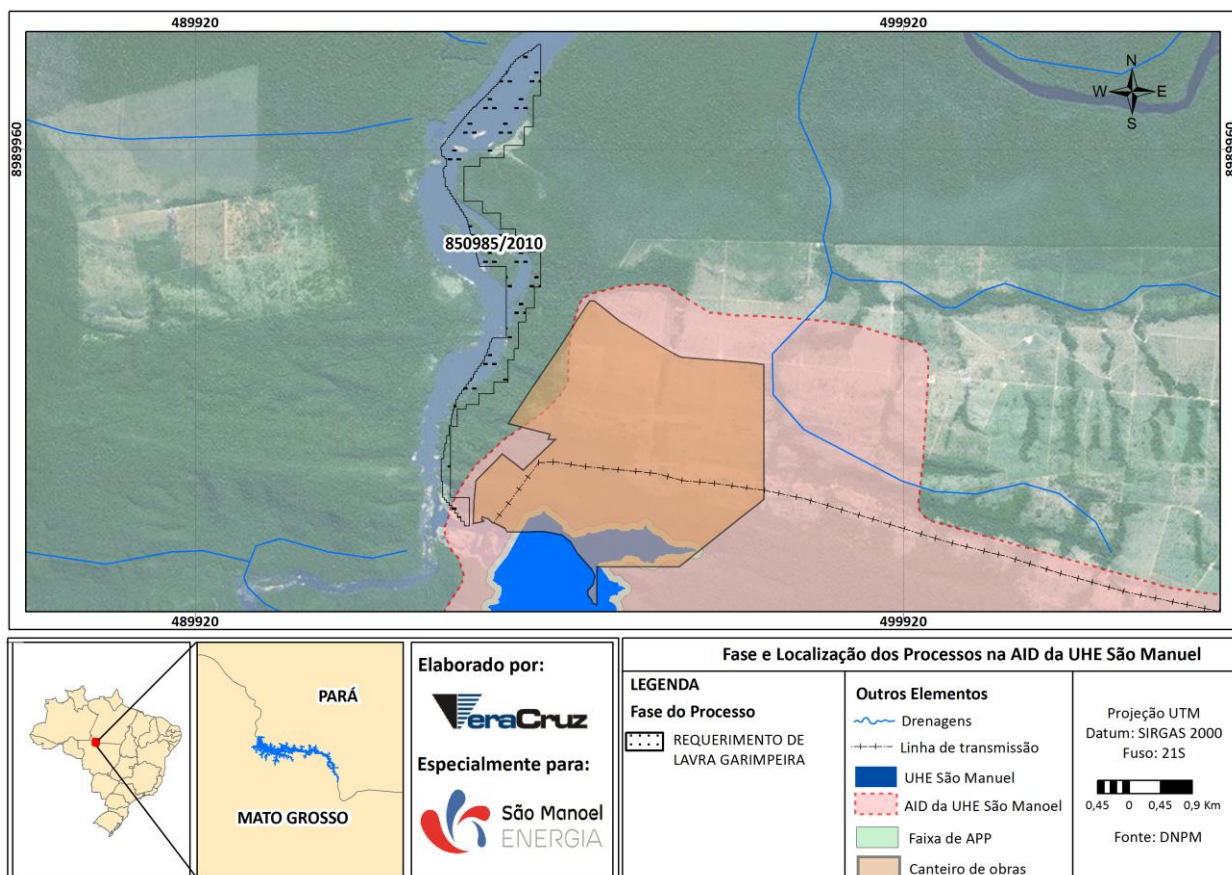 489920
499920
8989960
8989960
N
W E
S
850985/2010
489920
499920
PARÁ
MATO GROSSO
Elaborado por:
VeraCruz
Especialmente para:
São Manoel
ENERGIA
Fase e Localização dos Processos na AID da UHE São Manuel
LEGENDA
Fase do Processo
REQUERIMENTO DE
LAVRA GARIMPEIRA
Outros Elementos
Drenagens
Linha de transmissão
UHE São Manuel
AID da UHE São Manoel
Faixa de APP
Canteiro de obras
Projeção UTM
Datum: SIRGAS 2000
Fuso: 21S
0,45 0 0,45 0,9 Km
Fonte: DNPM